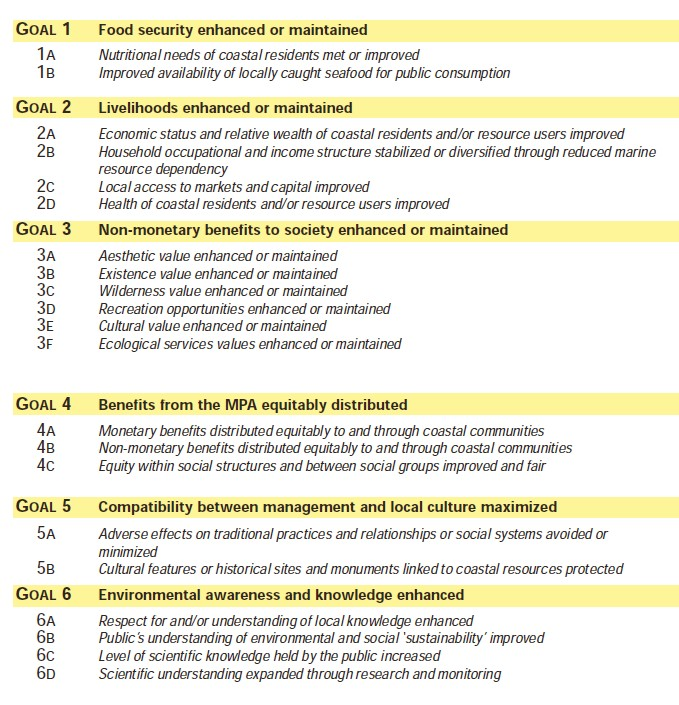 GOAL 1 Food security enhanced or maintained
1A Nutritional needs of coastal residents met or improved
1B Improved availability of locally caught seafood for public consumption
GOAL 2 Livelihoods enhanced or maintained
2A Economic status and relative wealth of coastal residents and/or resource users improved
2B Household occupational and income structure stabilized or diversified through reduced marine
resource dependency
2C Local access to markets and capital improved
2D Health of coastal residents and/or resource users improved
GOAL 3 Non-monetary benefits to society enhanced or maintained
3A Aesthetic value enhanced or maintained
3B Existence value enhanced or maintained
3C Wilderness value enhanced or maintained
3D Recreation opportunities enhanced or maintained
3E Cultural value enhanced or maintained
3F Ecological services values enhanced or maintained
GOAL 4 Benefits from the MPA equitably distributed
4A Monetary benefits distributed equitably to and through coastal communities
4B Non-monetary benefits distributed equitably to and through coastal communities
4C Equity within social structures and between social groups improved and fair
GOAL 5 Compatibility between management and local culture maximized
5A Adverse effects on traditional practices and relationships or social systems avoided or
minimized
5B Cultural features or historical sites and monuments linked to coastal resources protected
GOAL 6 Environmental awareness and knowledge enhanced
6A Respect for and/or understanding of local knowledge enhanced
6B Public's understanding of environmental and social 'sustainability' improved
6C Level of scientific knowledge held by the public increased
6D Scientific understanding expanded through research and monitoring